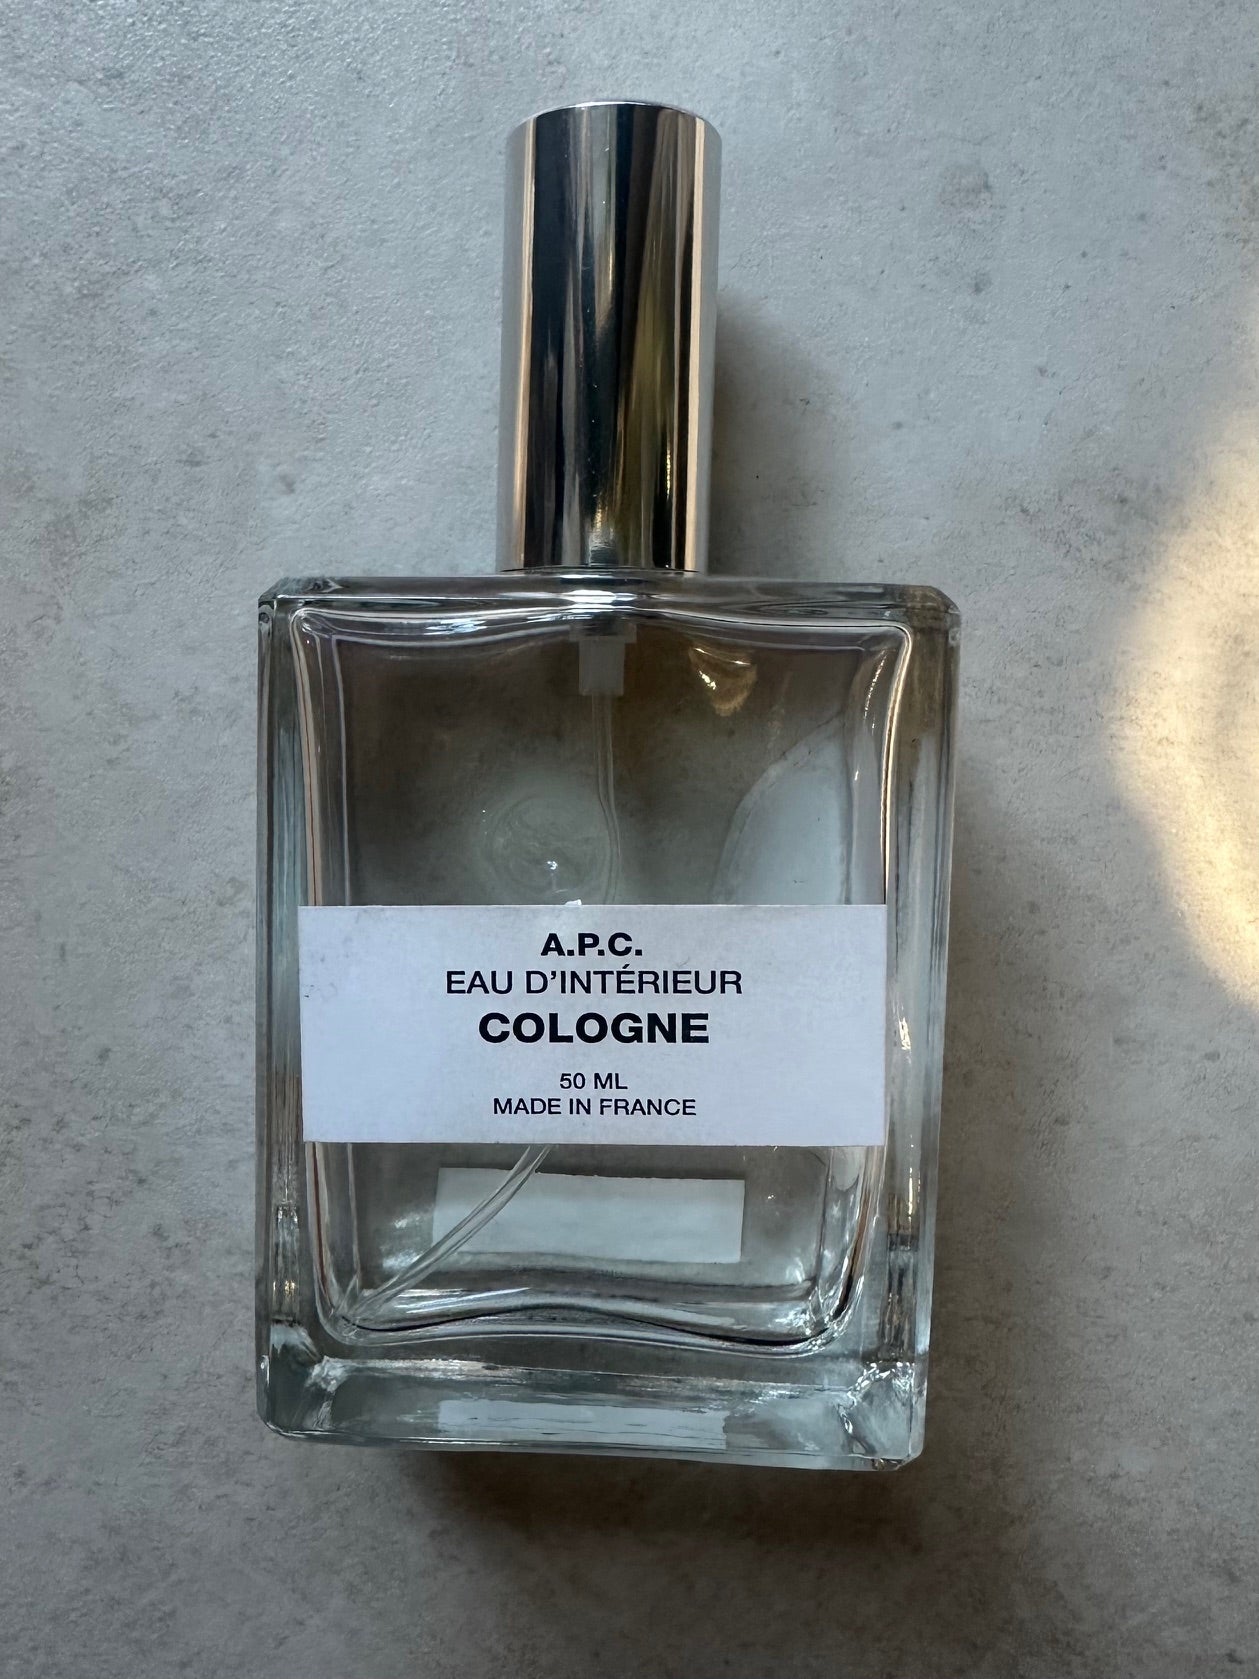 A.P.C.
EAU D’INTÉRIEUR
COLOGNE
50 ML
MADE IN FRANCE